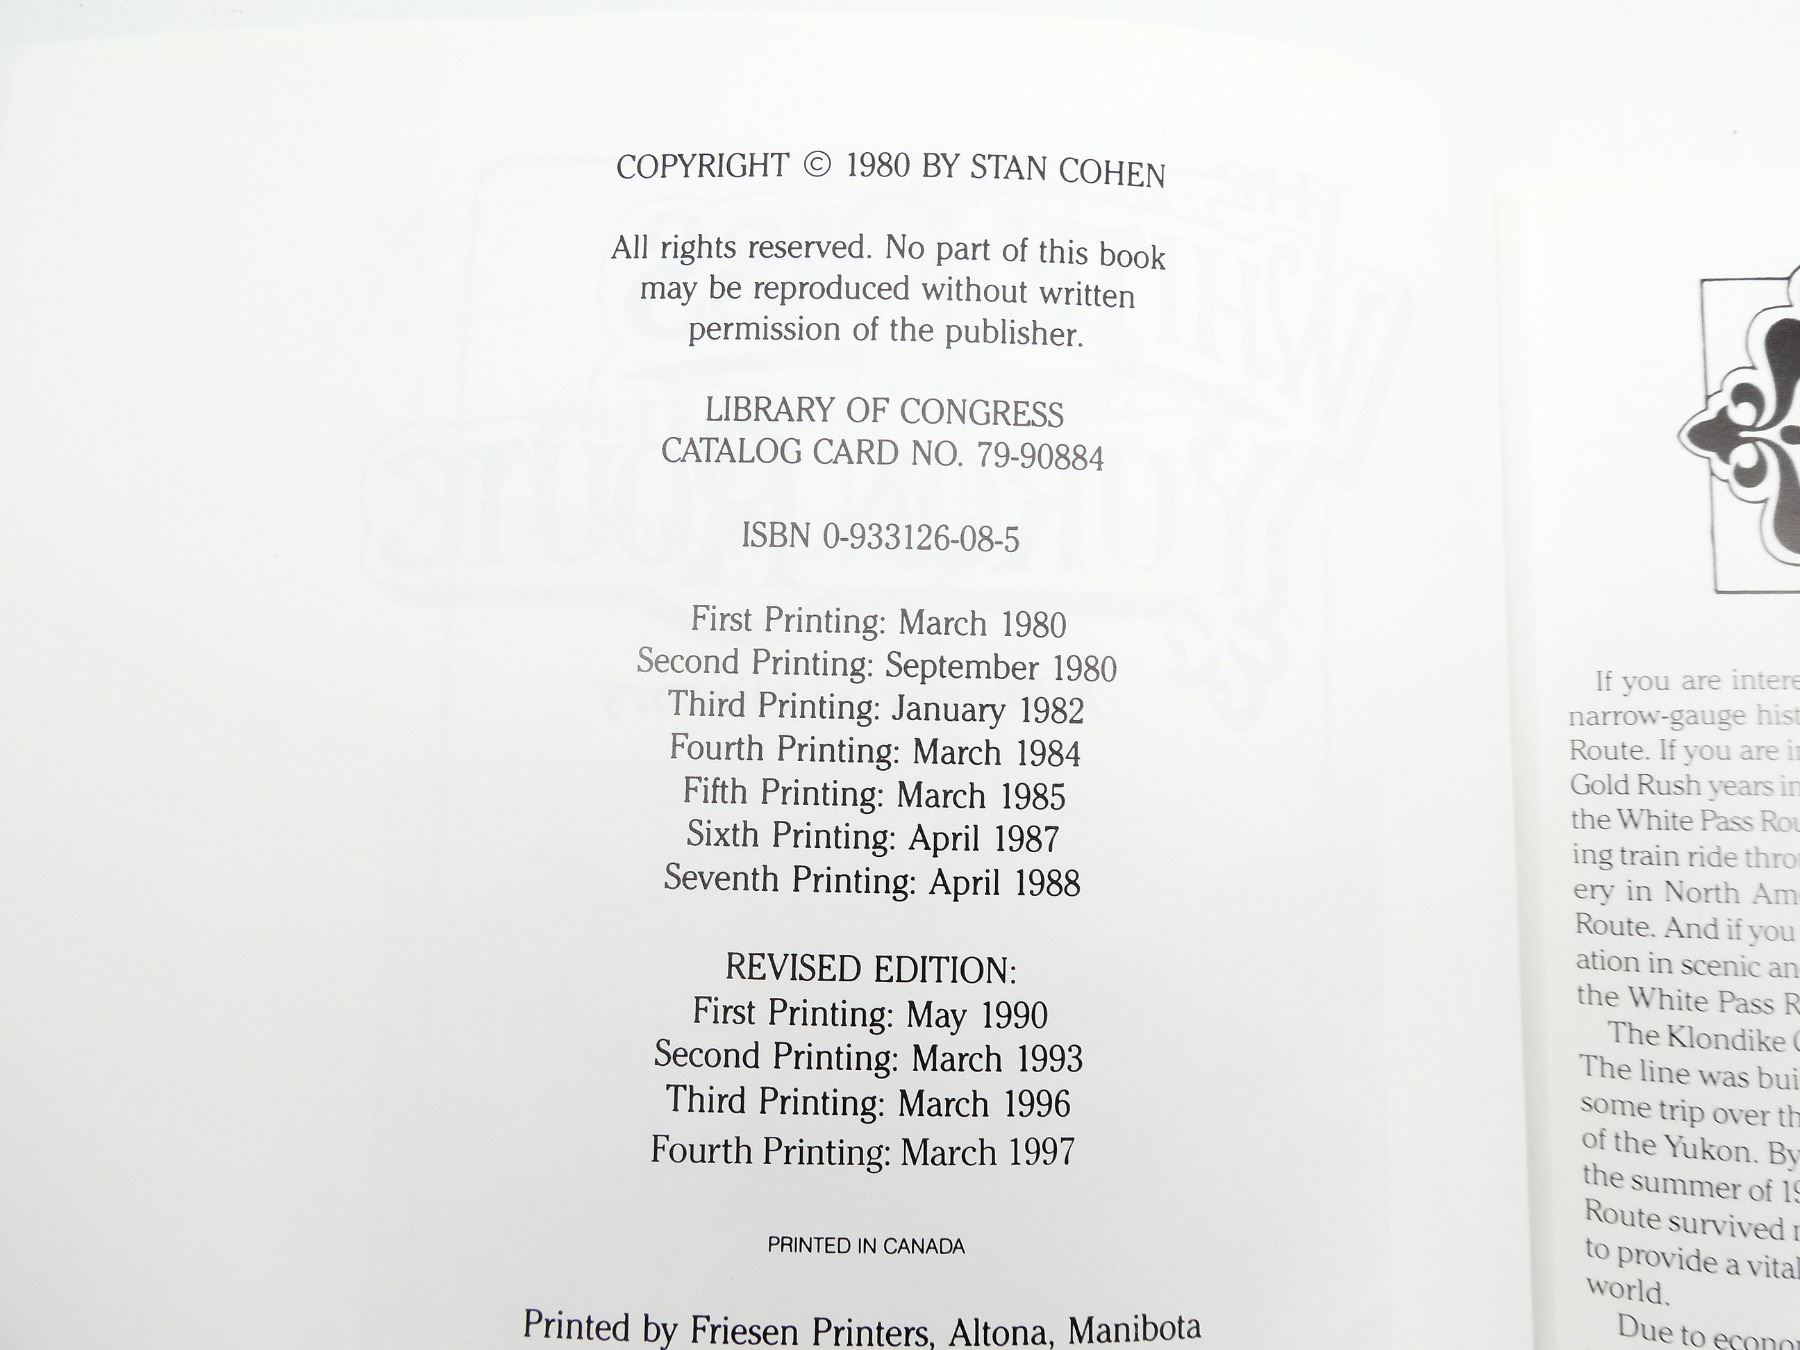 COPYRIGHT © 1980 BY STAN COHEN
All rights reserved. No part of this book
may be reproduced without written
permission of the publisher.
LIBRARY OF CONGRESS
CATALOG CARD NO. 79-90884
ISBN 0-933126-08-5
First Printing: March 1980
Second Printing: September 1980
Third Printing: January 1982
Fourth Printing: March 1984
Fifth Printing: March 1985
Sixth Printing: April 1987
Seventh Printing: April 1988
REVISED EDITION:
First Printing: May 1990
Second Printing: March 1993
Third Printing: March 1996
Fourth Printing: March 1997
PRINTED IN CANADA
Printed by Friesen Printers, Altona, Manibota
If you are
narrow-gauge
Route. If you are
Gold Rush years
the White Pass
ing train ride
ery in North
Route. And if you
ation in scenic
the White Pass
The Klondike
The line was
some trip over
of the Yukon. By
the summer of
Route survived
to provide a
world.
Due to